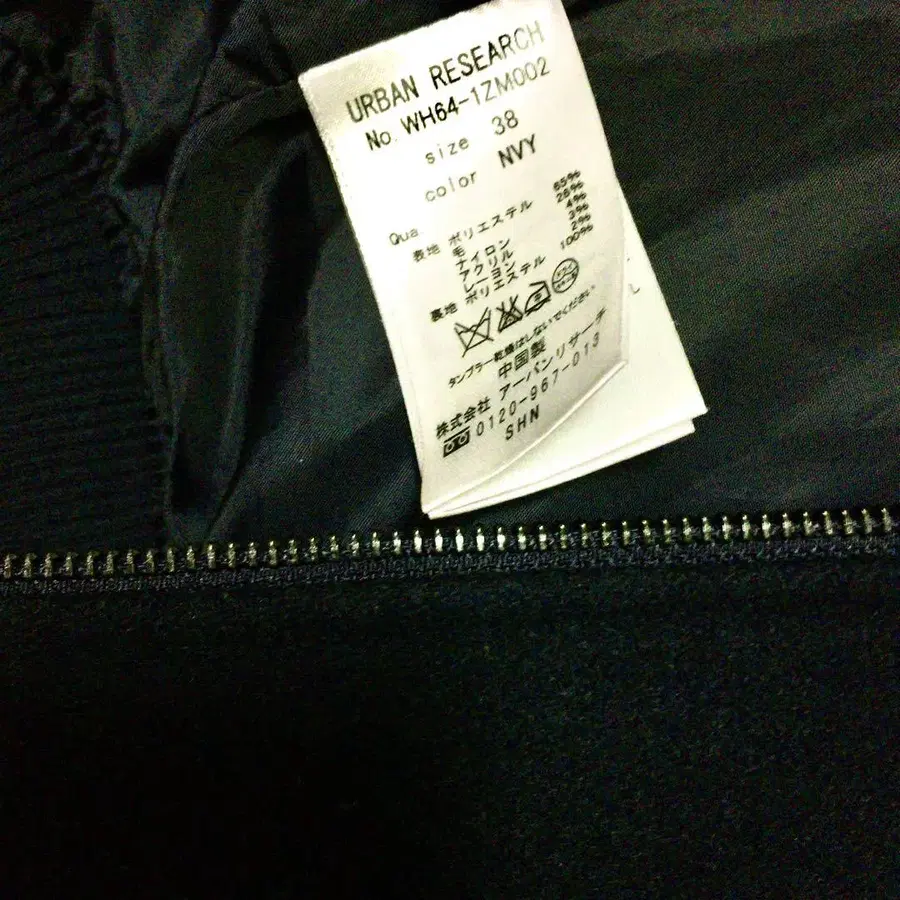 URBAN RESEARCH
No. WH64-1ZM002
size 38
color NVY
Qua
表地 ポリエステル 65%
毛 26%
ナイロン 4%
アクリル 3%
レーヨン 2%
裏地 ポリエステル 100%
タンブラー乾燥はしないでください
中国製
株式会社 アーバンリサーチ
0120-967-013
SHN